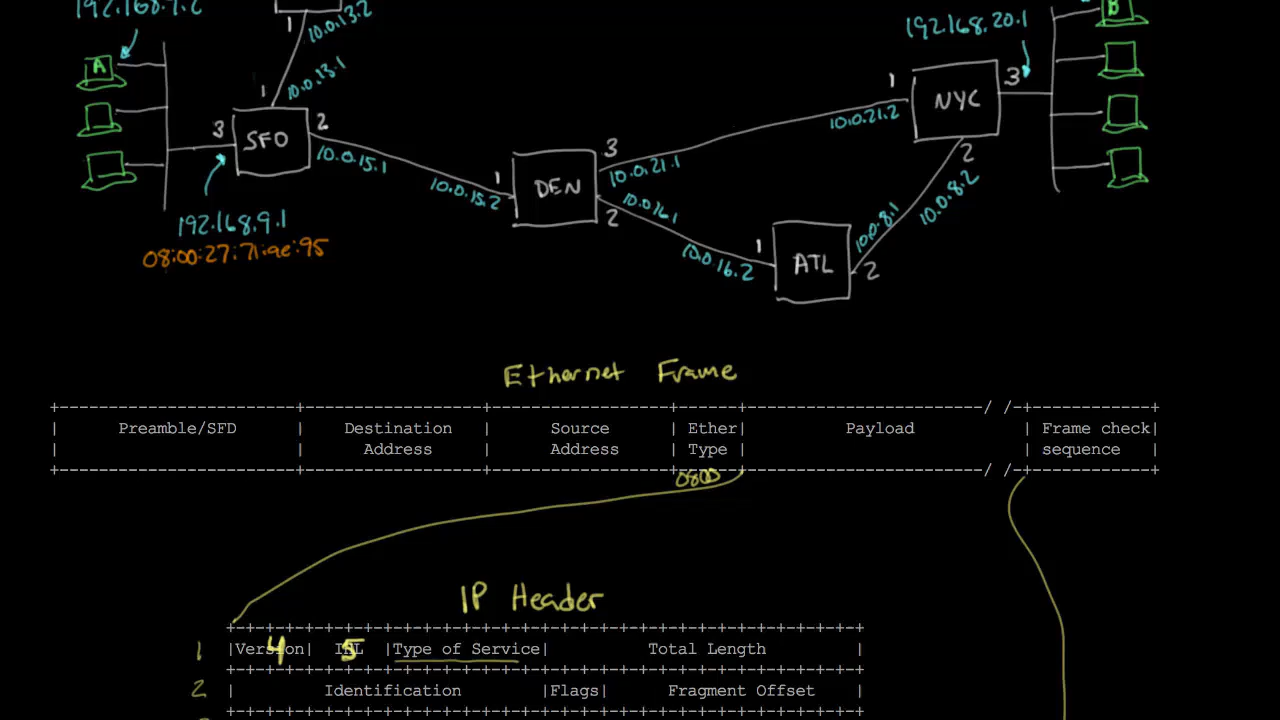 192.168.9.2
1
10.0.13.2
192.168.20.1
B
A
10.0.13.1
1
1
3
NYC
3
SFO
2
10.0.21.2
10.0.15.1
3
10.0.21.1
2
1
DEN
10.0.15.2
2
10.0.16.1
10.0.8.2
192.168.9.1
08:00:27:71:9e:95
1
10.0.8.1
10.0.16.2
ATL
2
Ethernet Frame
Preamble/SFD Destination Source Ether Payload Frame check
Address Address Type sequence
0800
IP Header
1 |Version| IHL |Type of Service| Total Length |
4 5
2 | Identification |Flags| Fragment Offset |